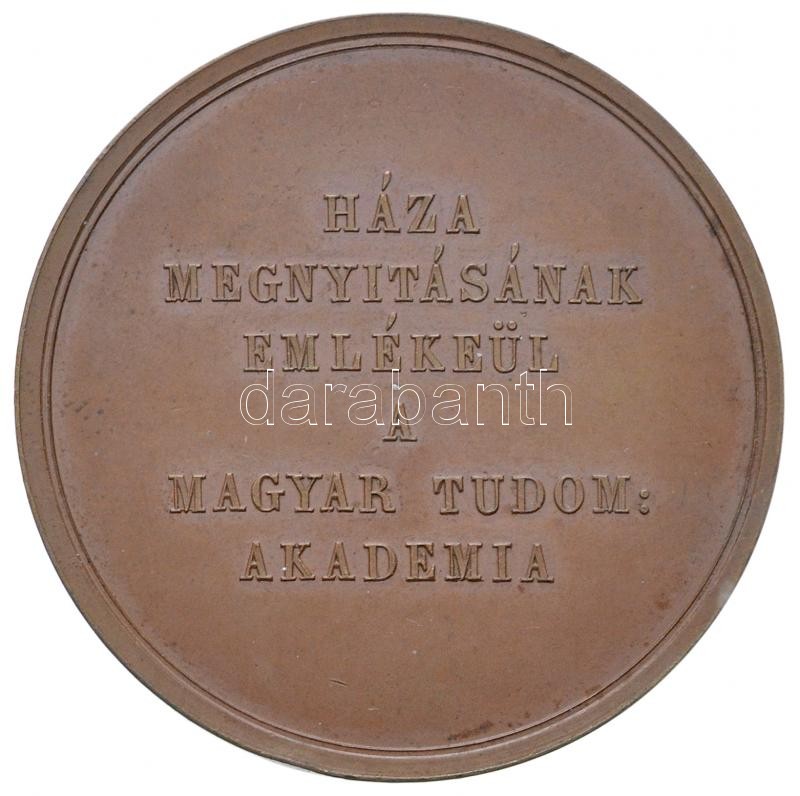 HÁZA
MEGNYITÁSÁNAK
EMLÉKEÜL
darabanth
A
MAGYAR TUDOM:
AKADEMIA